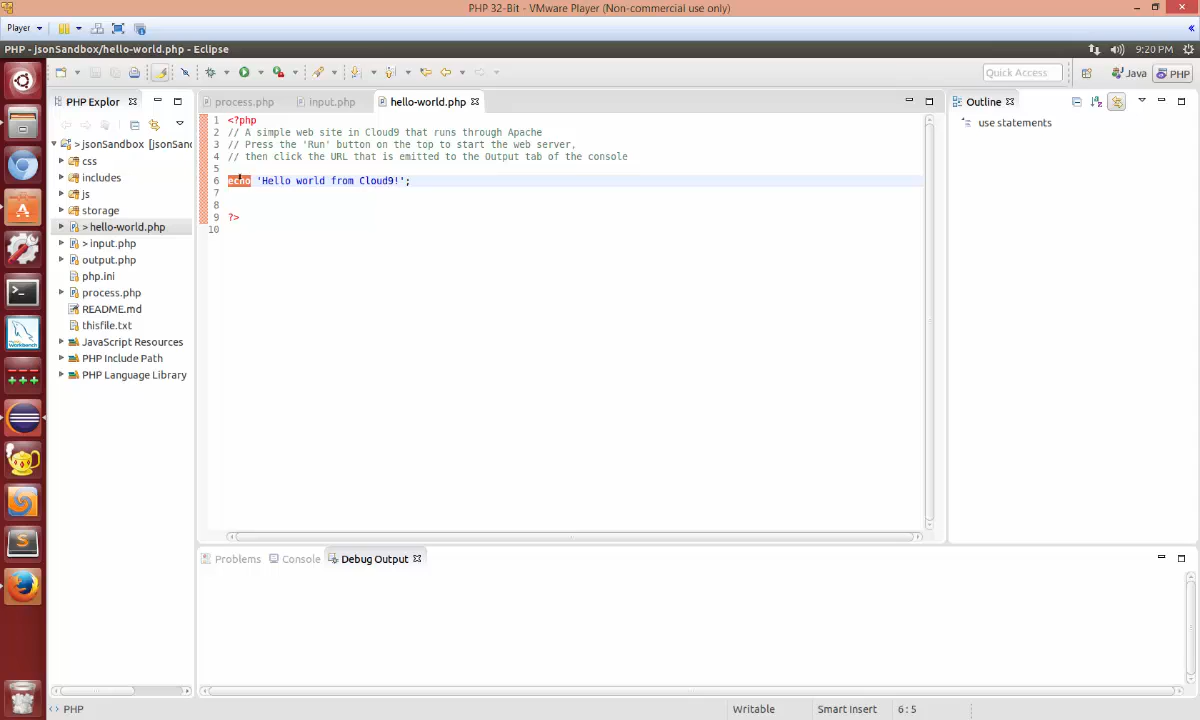 PHP 32-Bit - VMware Player (Non-commercial use only)
Player
PHP - jsonSandbox/hello-world.php - Eclipse
9:20 PM
Quick Access
Java
PHP
PHP Explor
process.php
input.php
hello-world.php
Outline
> jsonSandbox [jsonSan
css
includes
js
storage
> hello-world.php
> input.php
output.php
php.ini
process.php
README.md
thisfile.txt
JavaScript Resources
PHP Include Path
PHP Language Library
1 <?php
2 // A simple web site in Cloud9 that runs through Apache
3 // Press the 'Run' button on the top to start the web server,
4 // then click the URL that is emitted to the Output tab of the console
5
6 echo 'Hello world from Cloud9!';
7
8
9 ?>
10
use statements
Problems
Console
Debug Output
PHP
Writable
Smart Insert
6 : 5